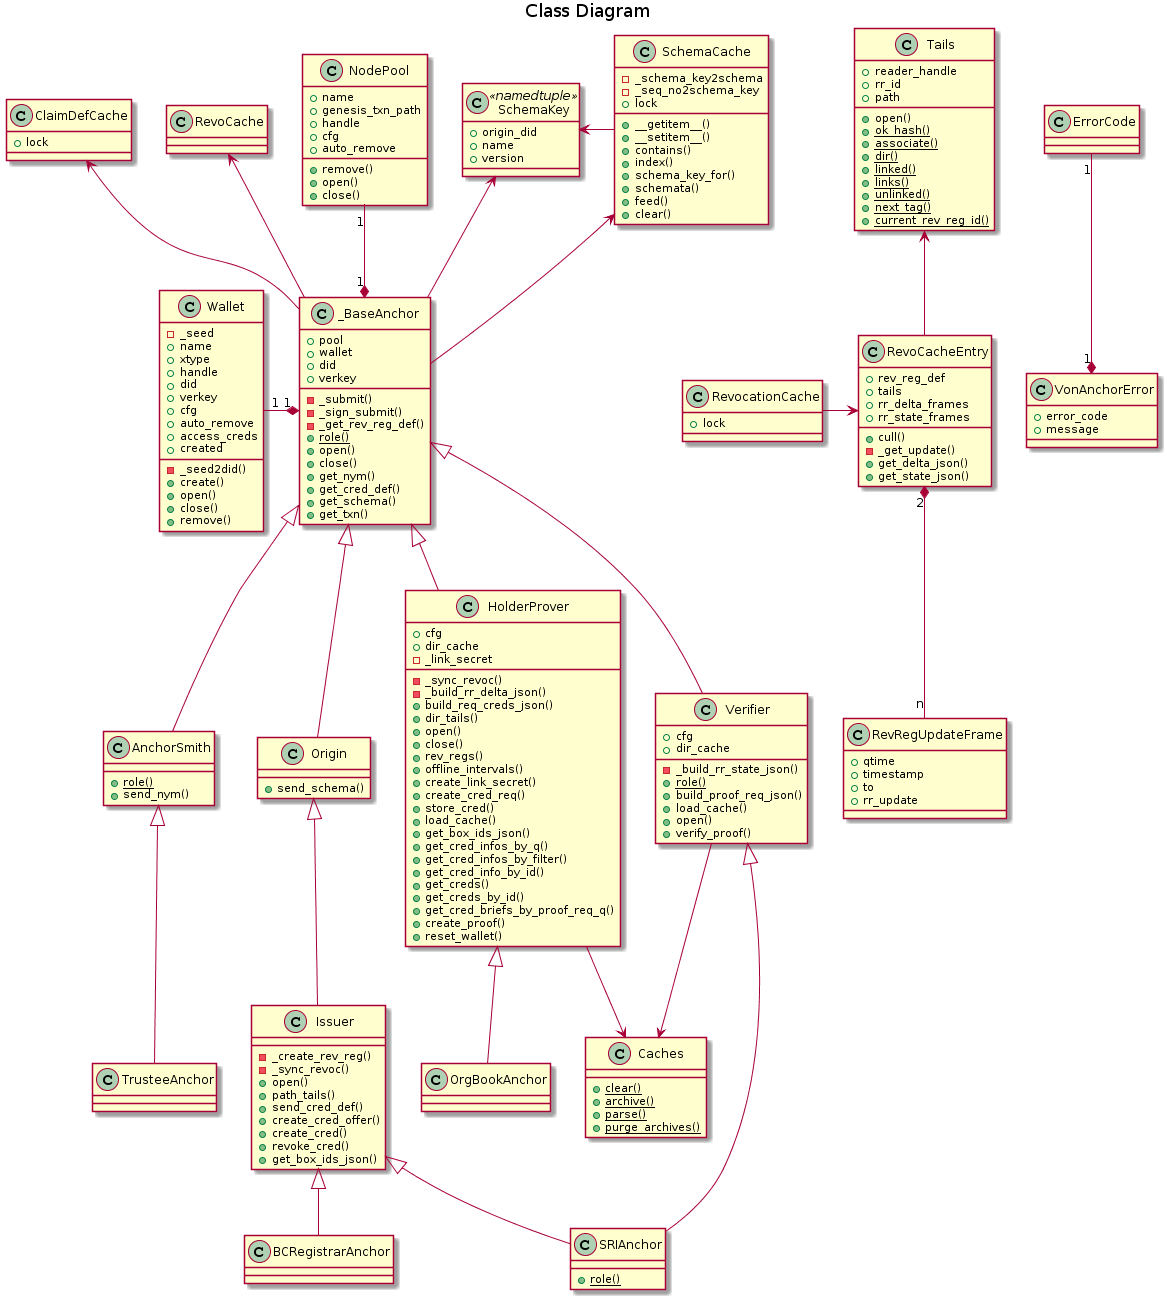 Class Diagram
C ClaimDefCache
lock
C RevoCache
C NodePool
name
genesis_txn_path
handle
cfg
auto_remove
remove()
open()
close()
C «namedtuple»
SchemaKey
origin_did
name
version
C SchemaCache
_schema_key2schema
_seq_no2schema_key
lock
__getitem__()
__setitem__()
contains()
index()
schema_key_for()
schemata()
feed()
clear()
C Tails
reader_handle
rr_id
path
open()
ok_hash()
associate()
dir()
linked()
links()
unlinked()
next_tag()
current_rev_reg_id()
C ErrorCode
1
1
1
1
C Wallet
_seed
name
xtype
handle
did
verkey
cfg
auto_remove
access_creds
created
_seed2did()
create()
open()
close()
remove()
1 1
C _BaseAnchor
pool
wallet
did
verkey
_submit()
_sign_submit()
_get_rev_reg_def()
role()
open()
close()
get_nym()
get_cred_def()
get_schema()
get_txn()
C RevocationCache
lock
C RevoCacheEntry
rev_reg_def
tails
rr_delta_frames
rr_state_frames
cull()
_get_update()
get_delta_json()
get_state_json()
C VonAnchorError
error_code
message
2
n
C HolderProver
cfg
dir_cache
_link_secret
_sync_revoc()
_build_rr_delta_json()
build_req_creds_json()
dir_tails()
open()
close()
rev_regs()
offline_intervals()
create_link_secret()
create_cred_req()
store_cred()
load_cache()
get_box_ids_json()
get_cred_infos_by_q()
get_cred_infos_by_filter()
get_cred_info_by_id()
get_creds()
get_creds_by_id()
get_cred_briefs_by_proof_req_q()
create_proof()
reset_wallet()
C Verifier
cfg
dir_cache
_build_rr_state_json()
role()
build_proof_req_json()
load_cache()
open()
verify_proof()
C RevRegUpdateFrame
qtime
timestamp
to
rr_update
C AnchorSmith
role()
send_nym()
C Origin
send_schema()
C TrusteeAnchor
C Issuer
_create_rev_reg()
_sync_revoc()
open()
path_tails()
send_cred_def()
create_cred_offer()
create_cred()
revoke_cred()
get_box_ids_json()
C OrgBookAnchor
C Caches
clear()
archive()
parse()
purge_archives()
C BCRegistrarAnchor
C SRIAnchor
role()